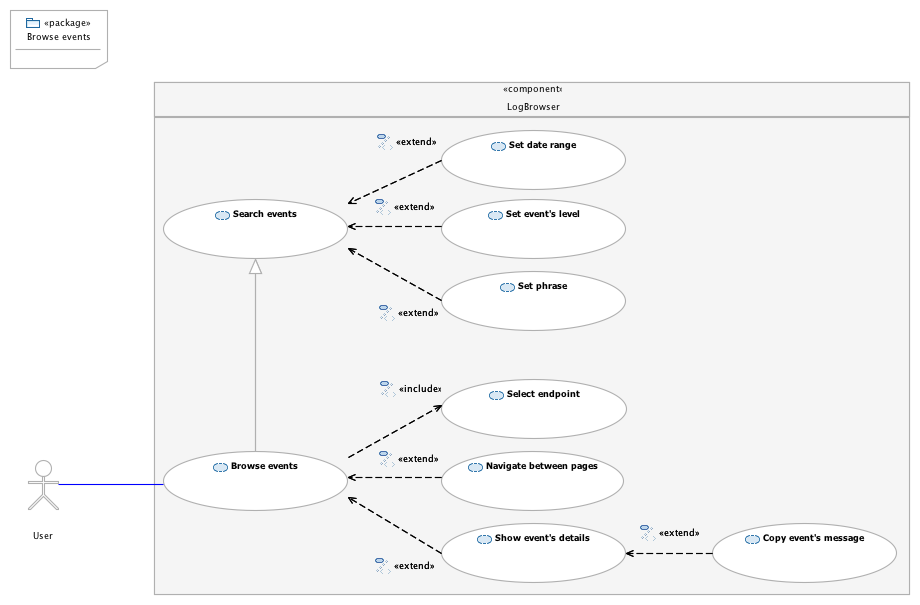 «package»
Browse events
«component»
LogBrowser
«extend»
Set date range
Search events
«extend»
Set event's level
Set phrase
«extend»
«include»
Select endpoint
Browse events
«extend»
Navigate between pages
User
Show event's details
«extend»
«extend»
Copy event's message